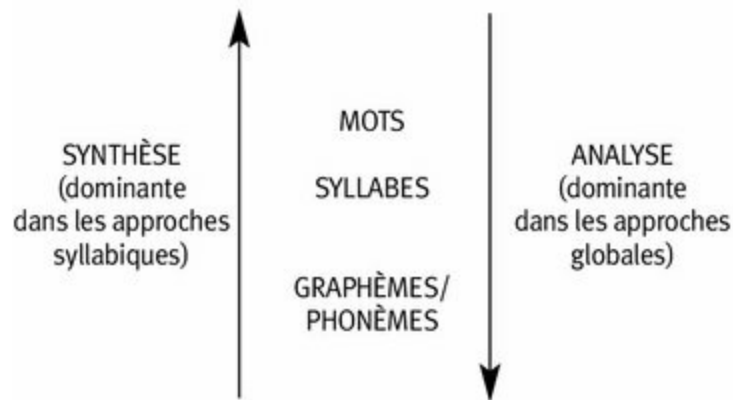 SYNTHÈSE
(dominante
dans les approches
syllabiques)
MOTS
SYLLABES
GRAPHÈMES/
PHONÈMES
ANALYSE
(dominante
dans les approches
globales)